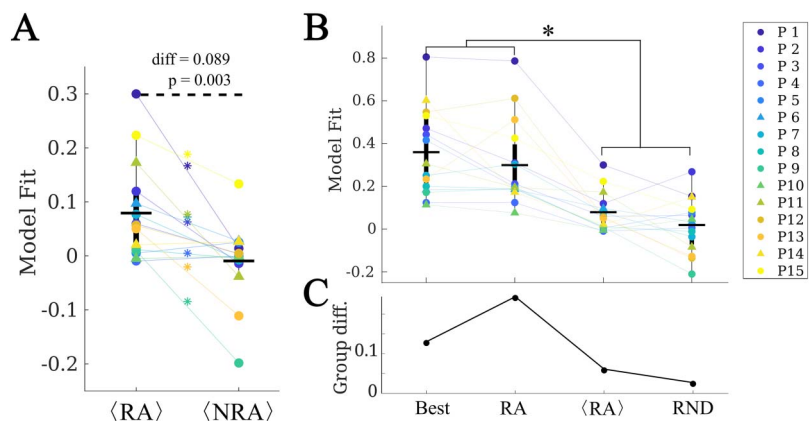 A
diff = 0.089
p = 0.003
Model Fit
0.3
0.2
0.1
0
-0.1
-0.2
⟨RA⟩ ⟨NRA⟩
B
*
Model Fit
0.8
0.6
0.4
0.2
0
-0.2
C
Group diff.
0.1
0
Best RA ⟨RA⟩ RND
P 1
P 2
P 3
P 4
P 5
P 6
P 7
P 8
P 9
P10
P11
P12
P13
P14
P15